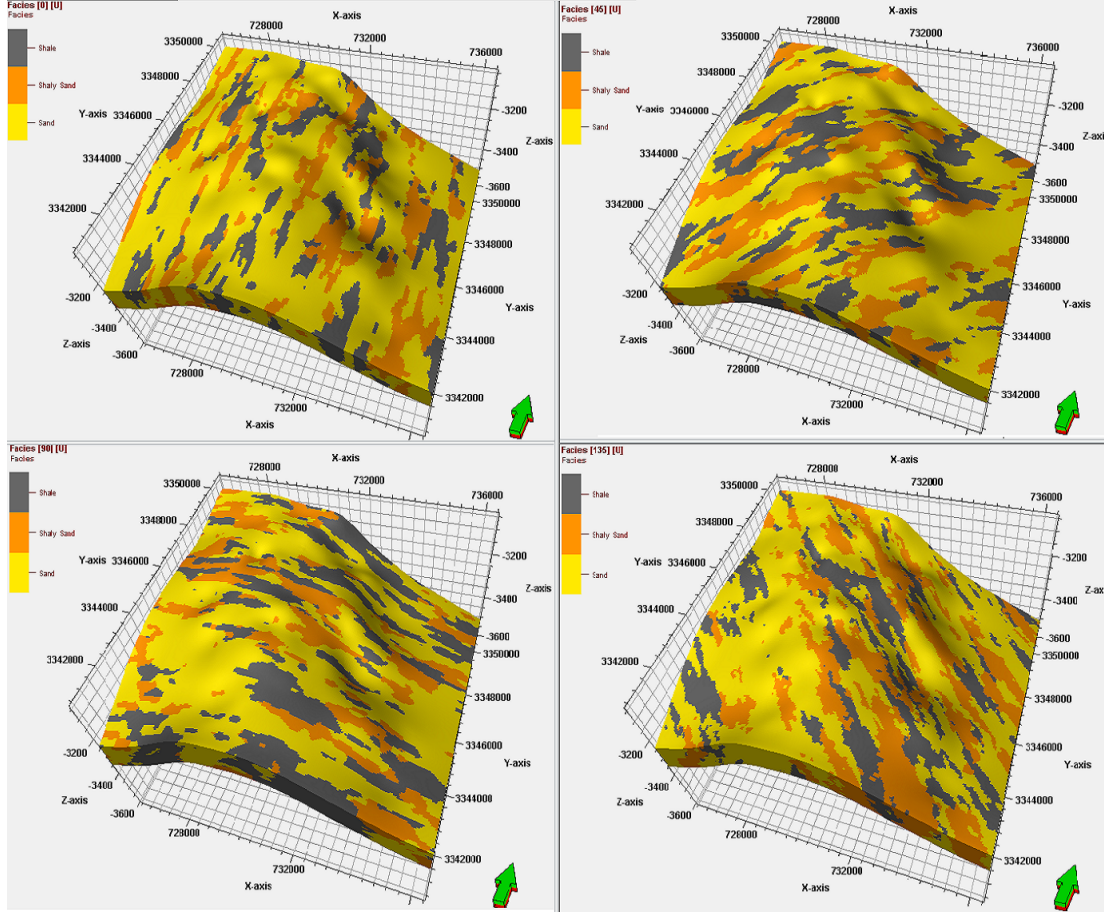 Facies [0] [U]
Facies
Shale
Shaly Sand
Sand
X-axis
728000
732000
736000
3350000
3348000
Y-axis 3346000
3344000
3342000
-3200
-3400
Z-axis
-3600
3350000
3348000
3346000
Y-axis
3344000
3342000
-3200
-3400
Z-axis
-3600
728000
732000
X-axis
Facies [45] [U]
Facies
Shale
Shaly Sand
Sand
X-axis
728000
732000
736000
3350000
3348000
Y-axis 3346000
3344000
3342000
-3200
Z-axis
-3400
-3600
3350000
3348000
3346000
Y-axis
3344000
3342000
-3200
-3400
Z-axis
-3600
728000
732000
X-axis
Facies [90] [U]
Facies
Shale
Shaly Sand
Sand
X-axis
728000
732000
736000
3350000
3348000
Y-axis 3346000
3344000
3342000
-3200
Z-axis
-3400
-3600
3350000
3348000
3346000
Y-axis
3344000
3342000
-3200
-3400
Z-axis
-3600
728000
732000
X-axis
Facies [135] [U]
Facies
Shale
Shaly Sand
Sand
X-axis
728000
732000
736000
3350000
3348000
Y-axis 3346000
3344000
3342000
-3200
Z-ax
-3400
-3600
3350000
3348000
3346000
Y-axis
3344000
3342000
-3200
-3400
Z-axis
-3600
728000
732000
X-axis